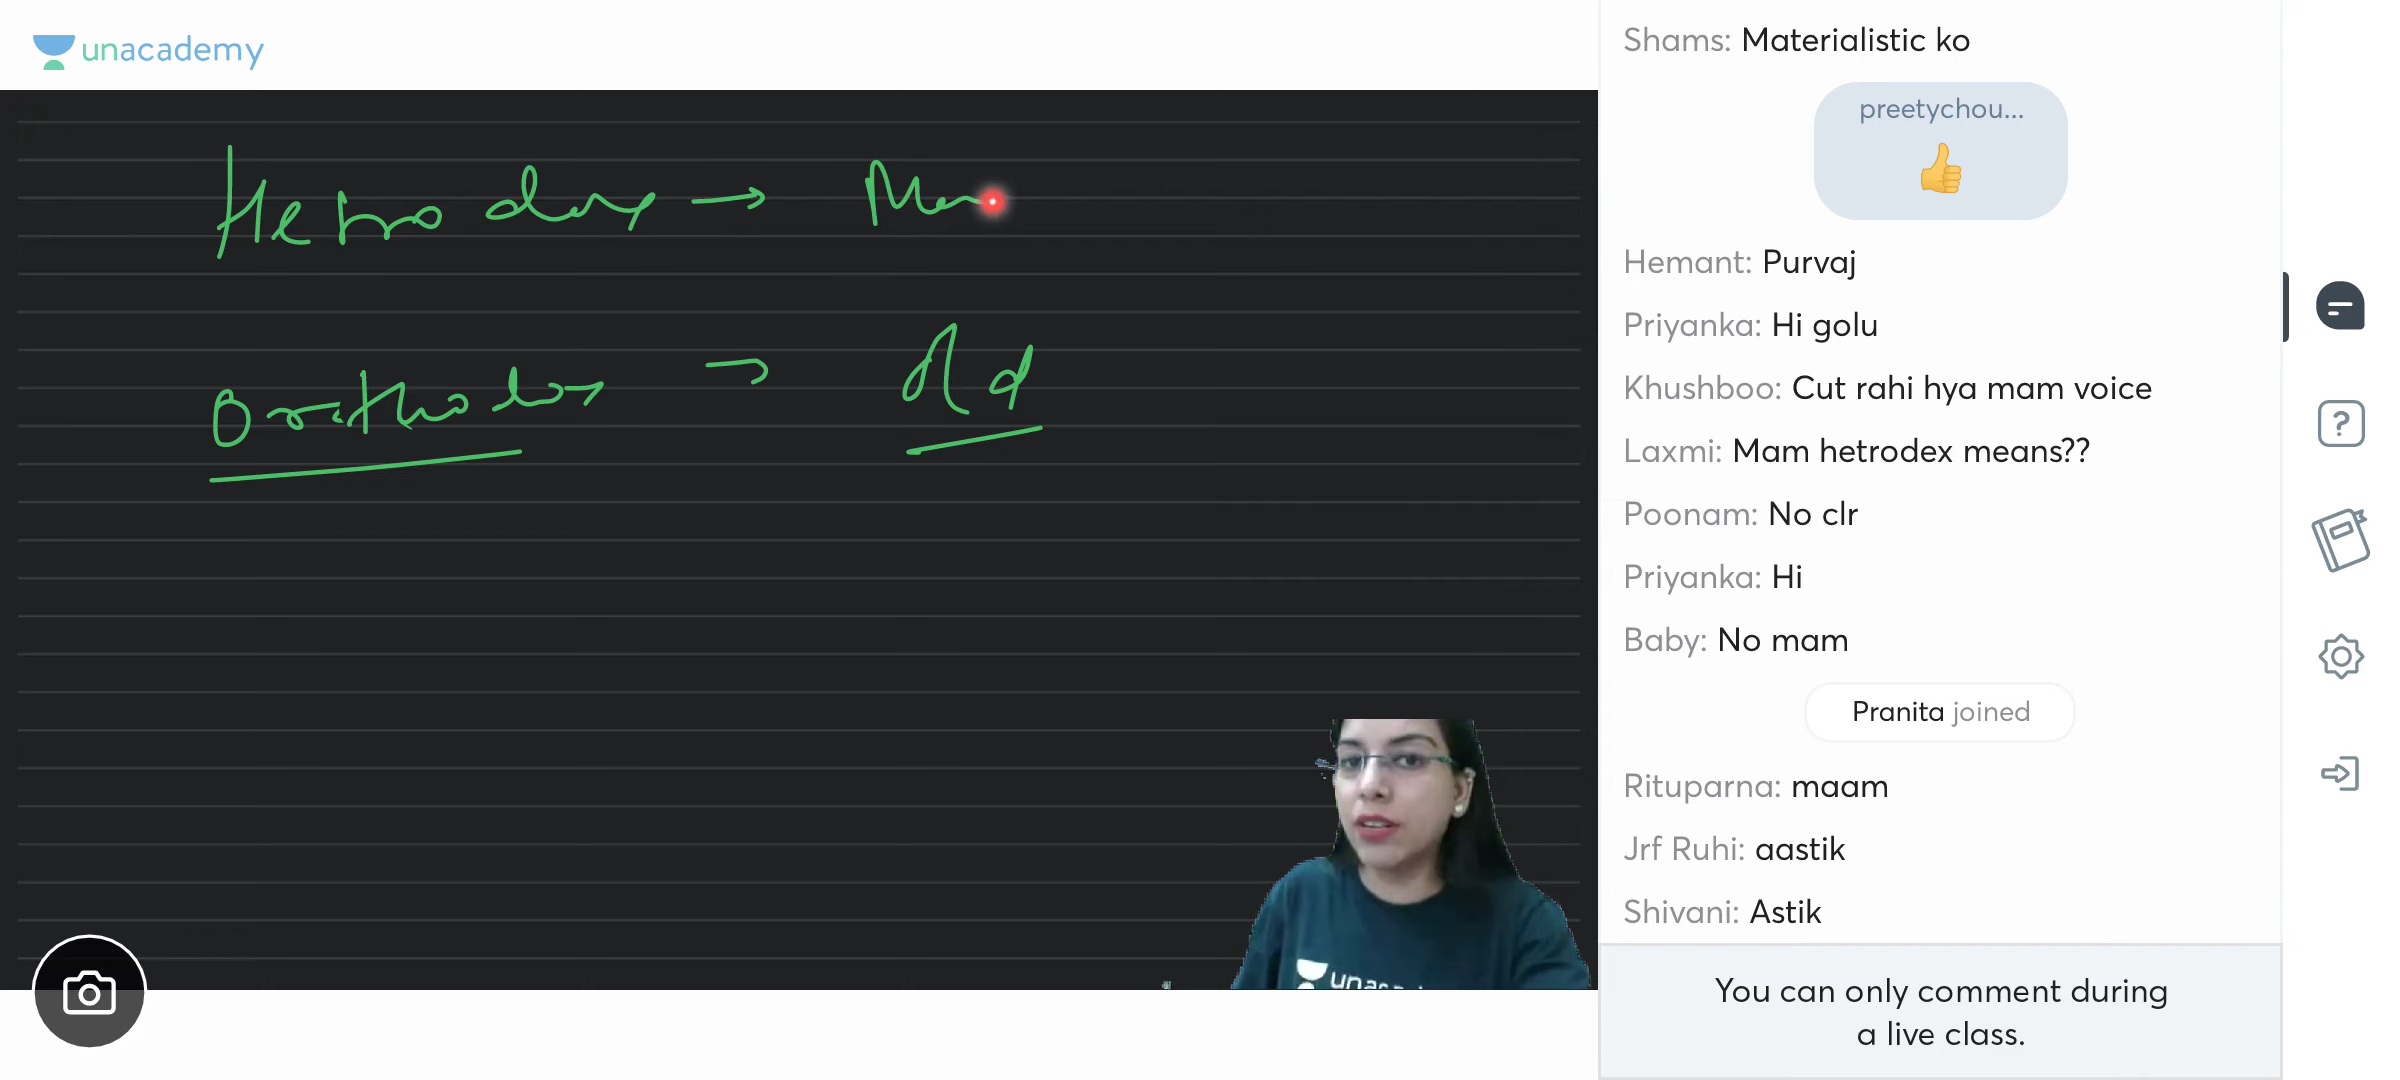 unacademy
Hetrodox → Man
Orthodox →
Shams: Materialistic ko
preetychou...
Hemant: Purvaj
Priyanka: Hi golu
Khushboo: Cut rahi hya mam voice
Laxmi: Mam hetrodex means??
Poonam: No clr
Priyanka: Hi
Baby: No mam
Pranita joined
Rituparna: maam
Jrf Ruhi: aastik
Shivani: Astik
You can only comment during
a live class.